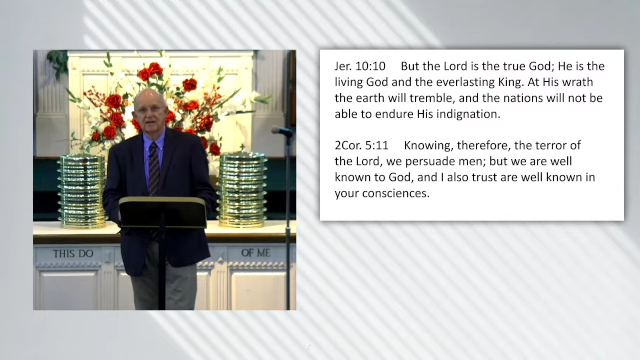 Jer. 10:10 But the Lord is the true God; He is the
living God and the everlasting King. At His wrath
the earth will tremble, and the nations will not be
able to endure His indignation.
2Cor. 5:11 Knowing, therefore, the terror of
the Lord, we persuade men; but we are well
known to God, and I also trust are well known in
your consciences.
THIS DO OF ME